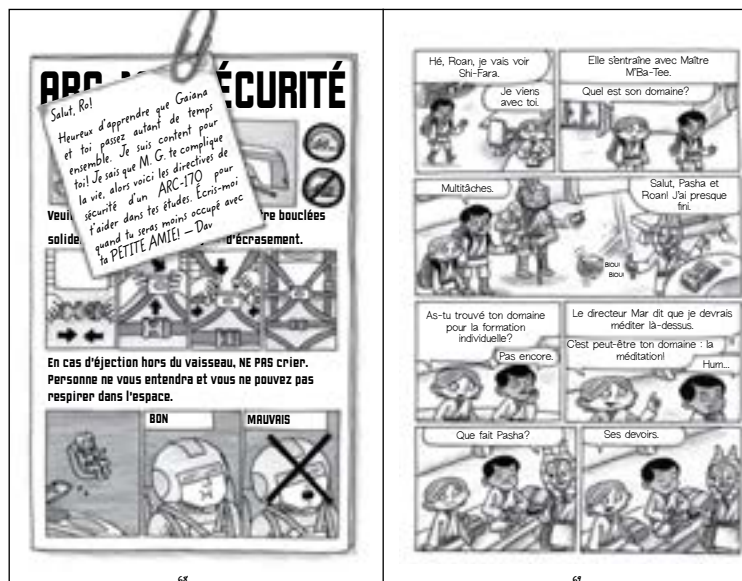 ARC ÉCURITÉ
Salut, Ro!
Heureux d'apprendre que Gaiana
et toi passez autant de temps
ensemble. Je suis content pour
toi! Je sais que M. G. te complique
la vie, alors voici les directives de
sécurité d'un ARC-170 pour
t'aider dans tes études. Écris-moi
quand tu seras moins occupé avec
ta PETITE AMIE! — Dav
Veui tre bouclées
solide d'écrasement.
En cas d'éjection hors du vaisseau, NE PAS crier.
Personne ne vous entendra et vous ne pouvez pas
respirer dans l'espace.
BON
MAUVAIS
68
Hé, Roan, je vais voir
Shi-Fara.
Je viens
avec toi.
Elle s'entraîne avec Maître
M'Ba-Tee.
Quel est son domaine?
Multitâches.
Salut, Pasha et
Roan! J'ai presque
fini.
BIOU!
BIOU!
As-tu trouvé ton domaine
pour la formation
individuelle?
Pas encore.
Le directeur Mar dit que je devrais
méditer là-dessus.
C'est peut-être ton domaine : la
méditation!
Hum...
Que fait Pasha?
Ses devoirs.
69